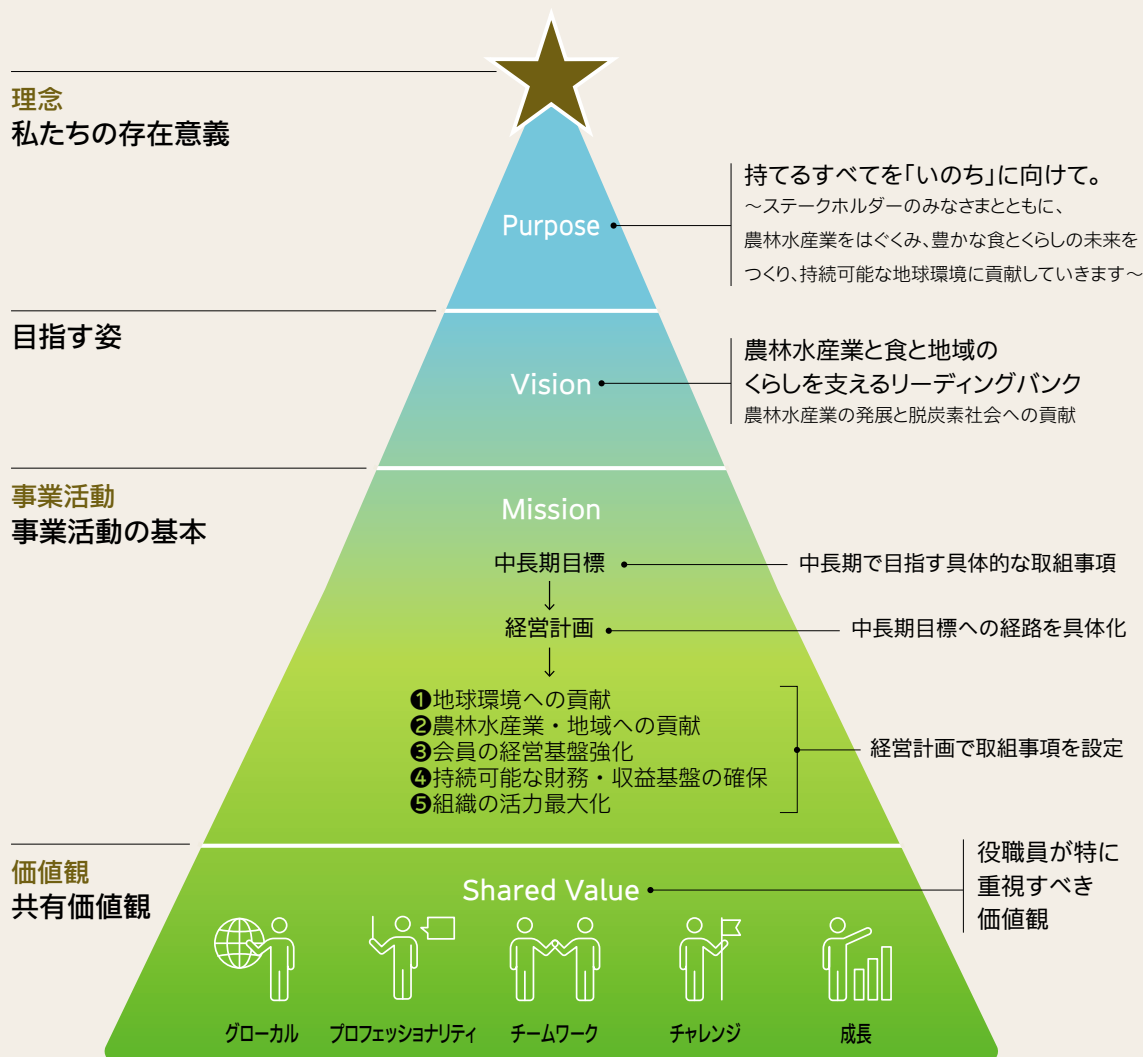 理念
私たちの存在意義
Purpose
持てるすべてを「いのち」に向けて。
～ステークホルダーのみなさまとともに、
農林水産業をはぐくみ、豊かな食とくらしの未来を
つくり、持続可能な地球環境に貢献していきます～
目指す姿
Vision
農林水産業と食と地域の
くらしを支えるリーディングバンク
農林水産業の発展と脱炭素社会への貢献
事業活動
事業活動の基本
Mission
中長期目標
中長期で目指す具体的な取組事項
経営計画
中長期目標への経路を具体化
❶地球環境への貢献
❷農林水産業・地域への貢献
❸会員の経営基盤強化
❹持続可能な財務・収益基盤の確保
❺組織の活力最大化
経営計画で取組事項を設定
価値観
共有価値観
Shared Value
役職員が特に
重視すべき
価値観
グローカル
プロフェッショナリティ
チームワーク
チャレンジ
成長